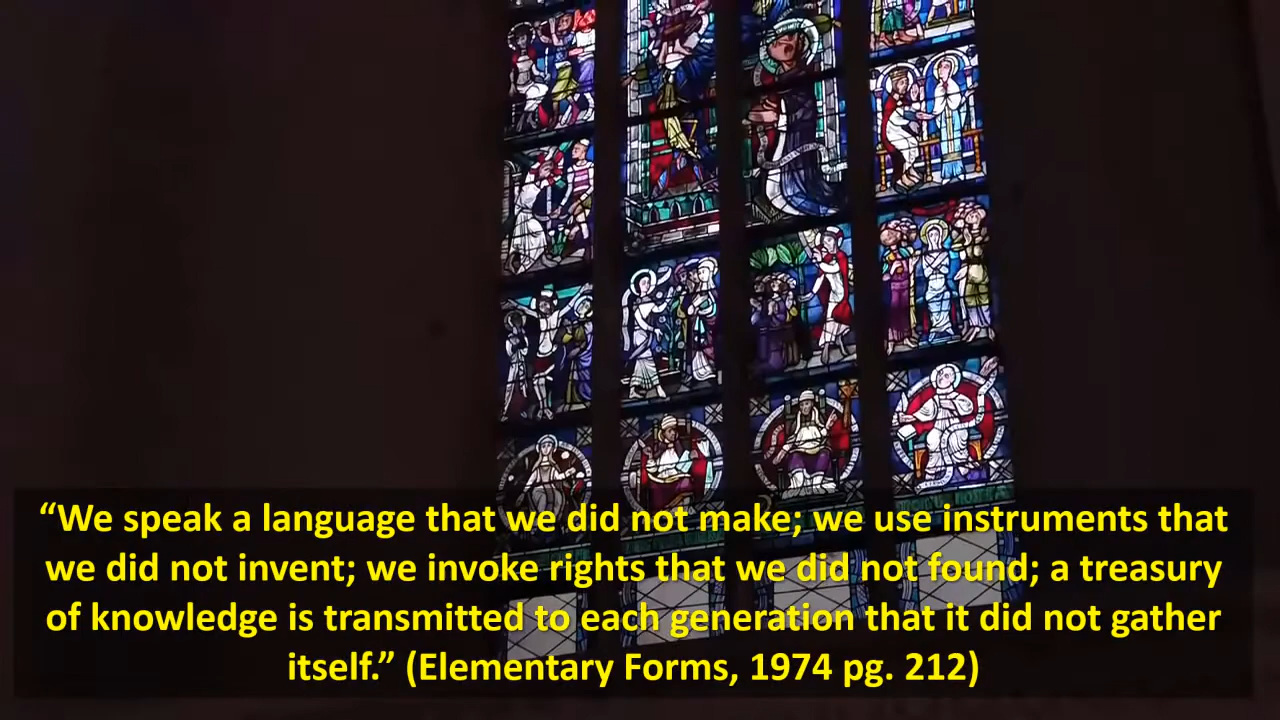 “We speak a language that we did not make; we use instruments that
we did not invent; we invoke rights that we did not found; a treasury
of knowledge is transmitted to each generation that it did not gather
itself.” (Elementary Forms, 1974 pg. 212)